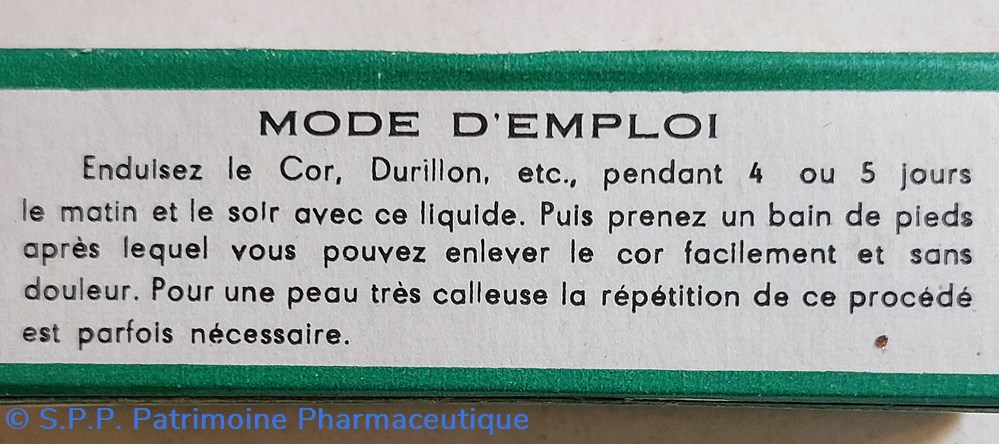 MODE D'EMPLOI
Enduisez le Cor, Durillon, etc., pendant 4 ou 5 jours
le matin et le soir avec ce liquide. Puis prenez un bain de pieds
après lequel vous pouvez enlever le cor facilement et sans
douleur. Pour une peau très calleuse la répétition de ce procédé
est parfois nécessaire.
© S.P.P. Patrimoine Pharmaceutique